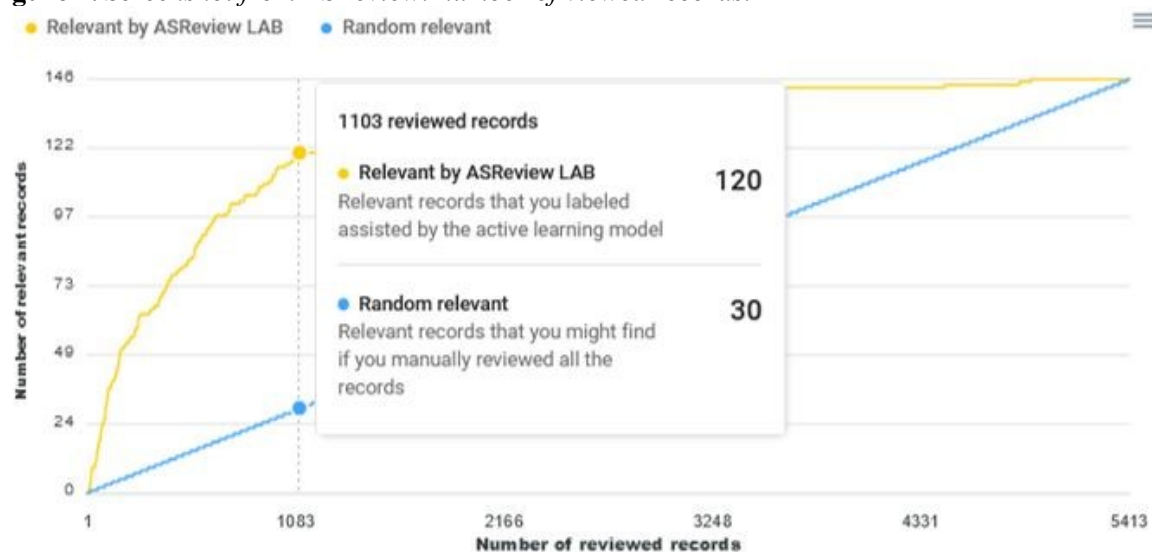 Relevant by ASReview LAB Random relevant
146
122
97
73
49
24
0
Number of relevant records
1103 reviewed records
Relevant by ASReview LAB 120
Relevant records that you labeled
assisted by the active learning model
Random relevant 30
Relevant records that you might find
if you manually reviewed all the
records
1 1083 2166 3248 4331 5413
Number of reviewed records